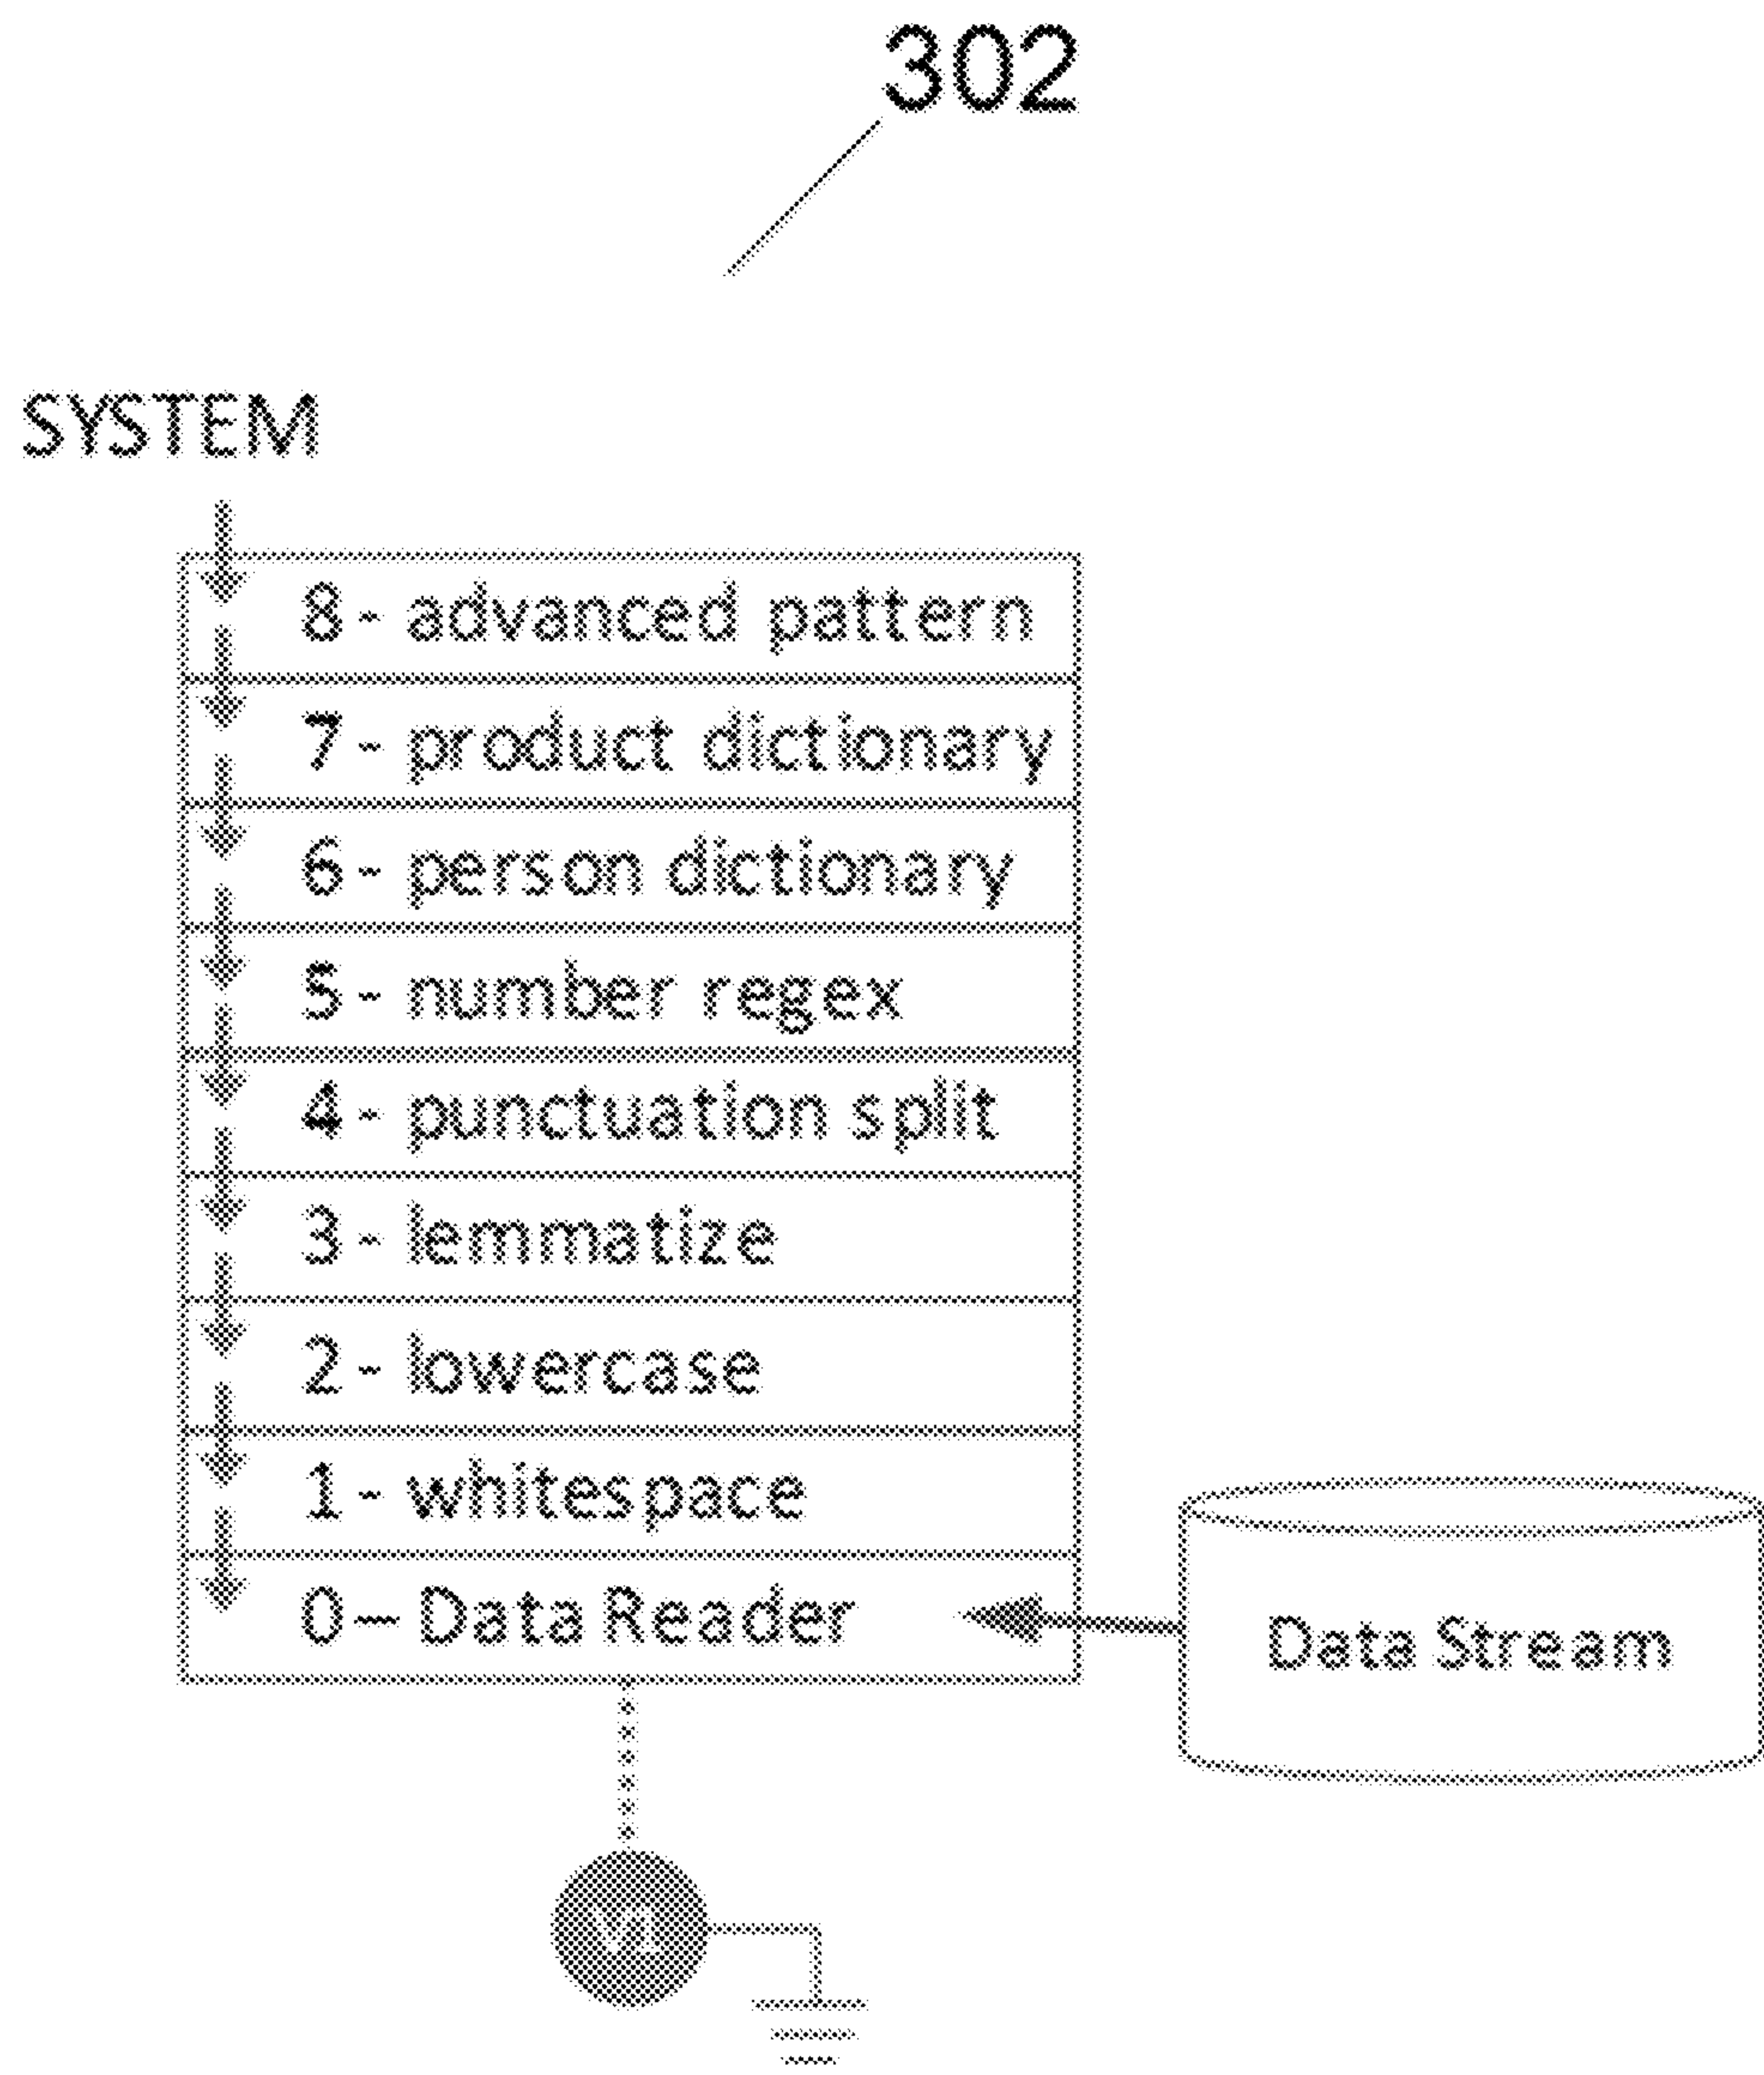 302
SYSTEM
8- advanced pattern
7- product dictionary
6- person dictionary
5- number regex
4- punctuation split
3- lemmatize
2- lowercase
1- whitespace
0– Data Reader
Data Stream